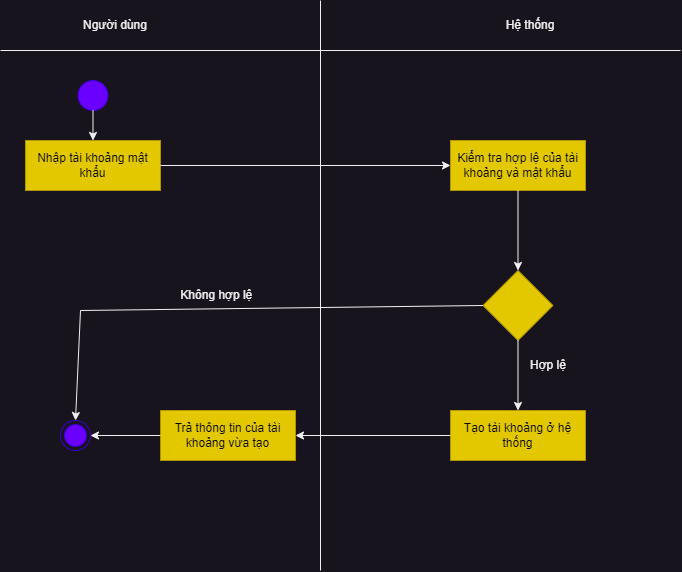 Người dùng
Hệ thống
Nhập tài khoảng mật
khẩu
Kiểm tra hợp lệ của tài
khoảng và mật khẩu
Không hợp lệ
Hợp lệ
Trả thông tin của tài
khoảng vừa tạo
Tạo tài khoảng ở hệ
thống